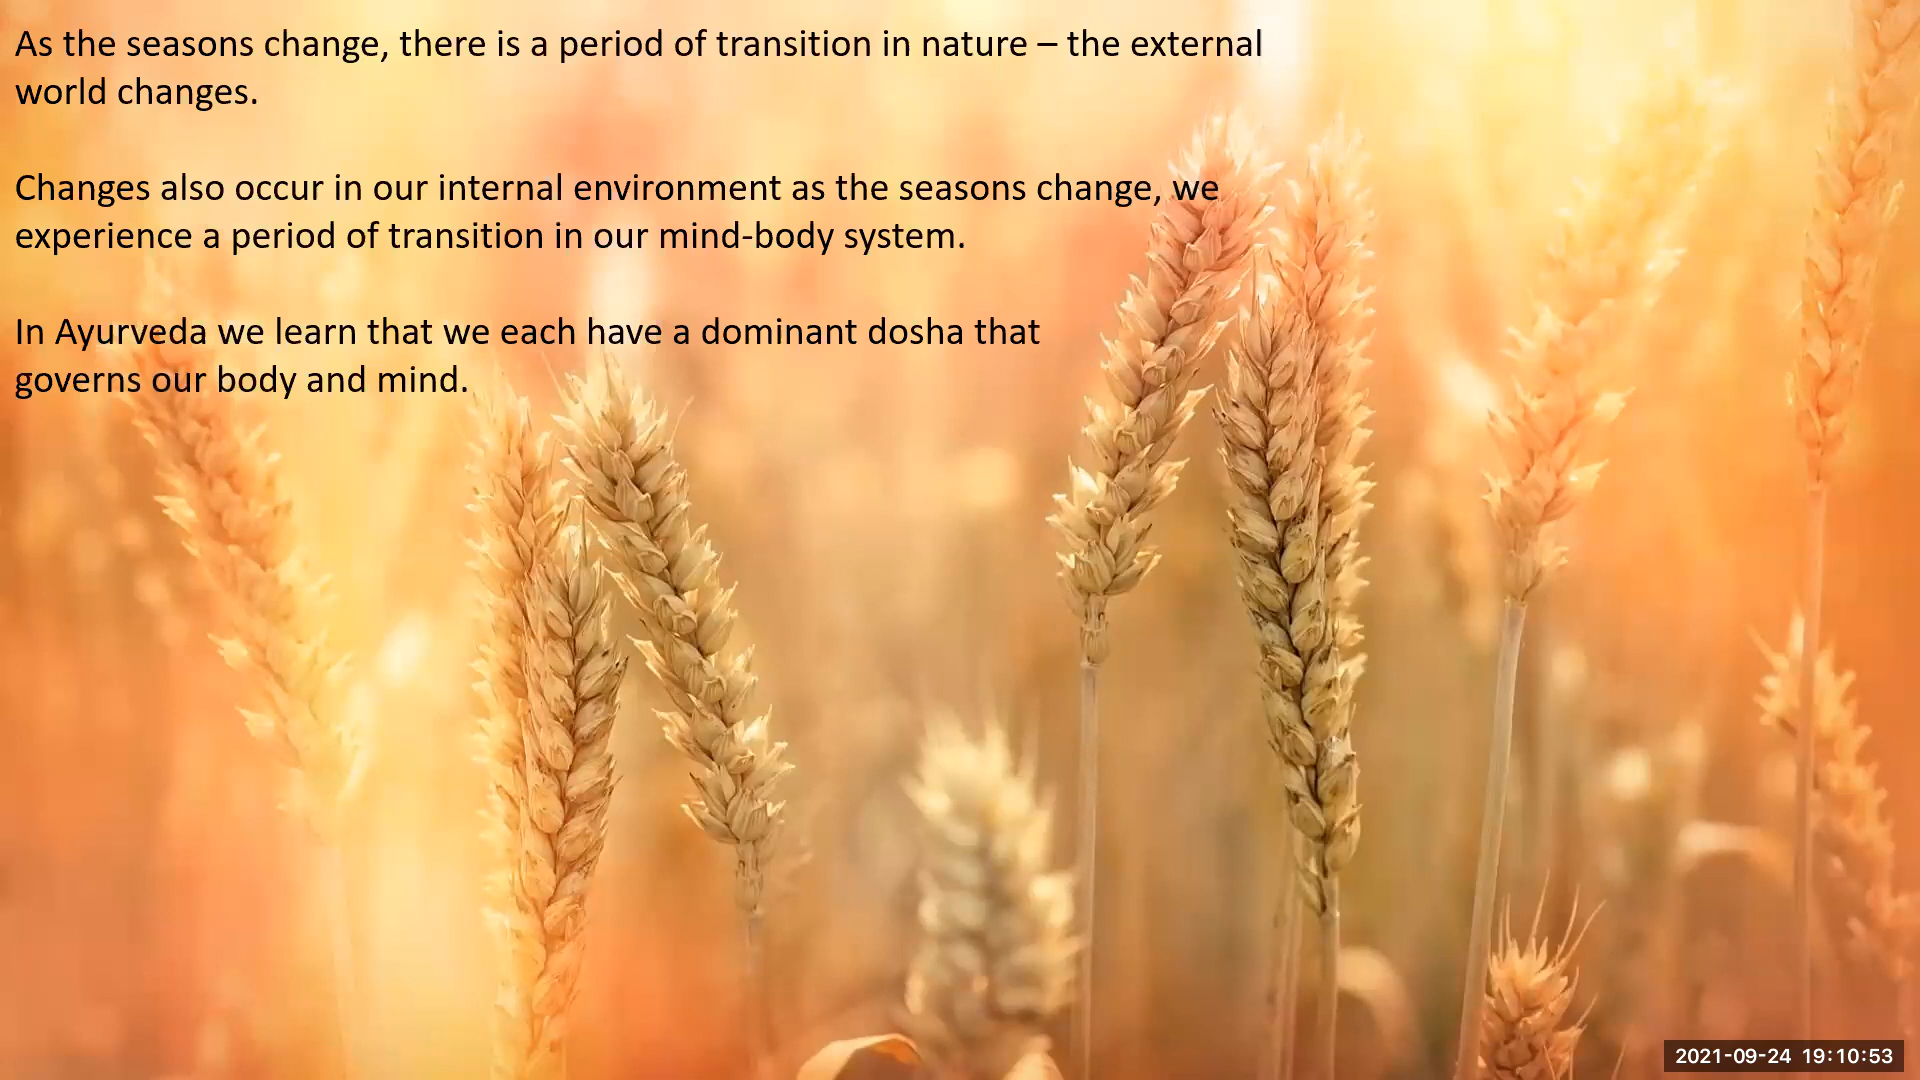 As the seasons change, there is a period of transition in nature – the external
world changes.
Changes also occur in our internal environment as the seasons change, we
experience a period of transition in our mind-body system.
In Ayurveda we learn that we each have a dominant dosha that
governs our body and mind.
2021-09-24 19:10:53